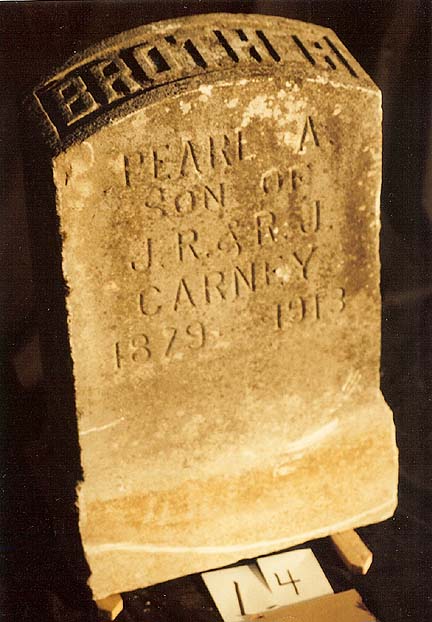 BROTHER
PEARL A.
SON OF
J. R. & R. J.
CARNEY
1879 1913
14